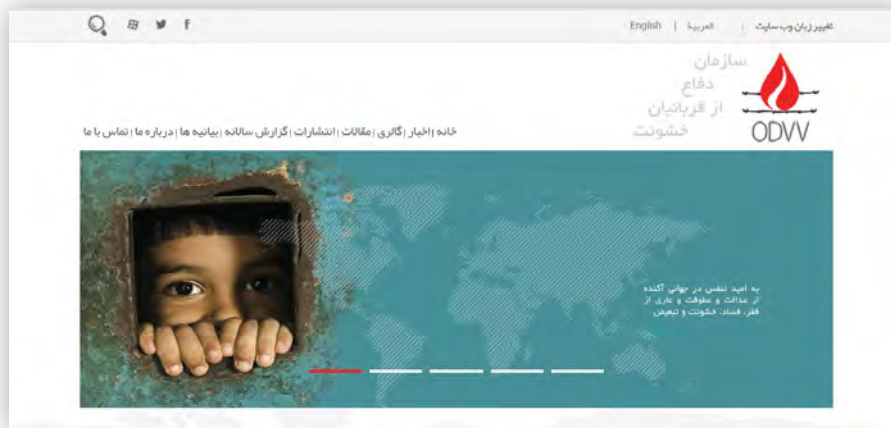 تغییر زبان وب سایت : العربية | English
f
سازمان
دفاع
از قربانیان
خشونت
ODVV
خانه | اخبار | گالری | مقالات | انتشارات | گزارش سالانه | بیانیه ها | درباره ما | تماس با ما
به امید تنفس در جهانی آکنده
از عدالت و عطوفت و عاری از
فقر، فساد، خشونت و تبعیض